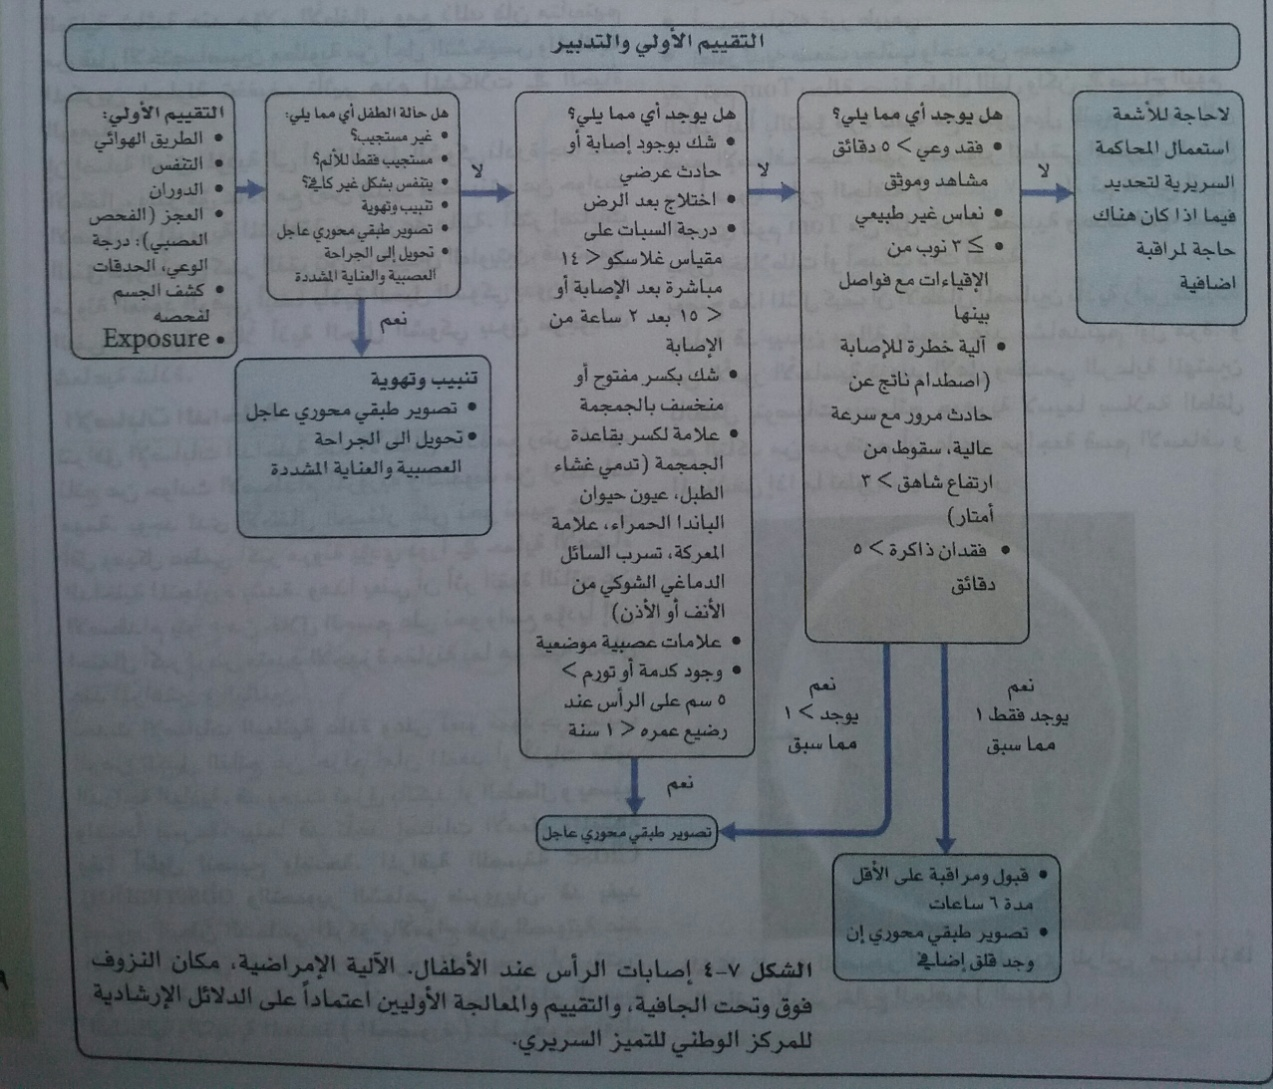 التقييم الأولي والتدبير
التقييم الأولي:
• الطريق الهوائي
• التنفس
• الدوران
• العجز (الفحص
العصبي): درجة
الوعي، الحدقات
• كشف الجسم
لفحصه
• Exposure
هل حالة الطفل أي مما يلي:
• غير مستجيب؟
• مستجيب فقط للألم؟
• يتنفس بشكل غير كافي؟
• تنبيب وتهوية
• تصوير طبقي محوري عاجل
• تحويل إلى الجراحة
العصبية والعناية المشددة
نعم
تنبيب وتهوية
• تصوير طبقي محوري عاجل
• تحويل الى الجراحة
العصبية والعناية المشددة
لا
هل يوجد أي مما يلي؟
• شك بوجود إصابة أو
حادث عرضي
• اختلاج بعد الرض
• درجة السبات على
مقياس غلاسكو < ١٤
مباشرة بعد الإصابة أو
< ١٥ بعد ٢ ساعة من
الإصابة
• شك بكسر مفتوح أو
منخسف بالجمجمة
• علامة لكسر بقاعدة
الجمجمة (تدمي غشاء
الطبل، عيون حيوان
الباندا الحمراء، علامة
المعركة، تسرب السائل
الدماغي الشوكي من
الأنف أو الأذن)
• علامات عصبية موضعية
• وجود كدمة أو تورم >
٥ سم على الرأس عند
رضيع عمره < ١ سنة
نعم
تصوير طبقي محوري عاجل
لا
هل يوجد أي مما يلي؟
• فقد وعي > ٥ دقائق
مشاهد وموثق
• نعاس غير طبيعي
• ≥ ٣ نوب من
الإقياءات مع فواصل
بينها
• آلية خطرة للإصابة
(اصطدام ناتج عن
حادث مرور مع سرعة
عالية، سقوط من
ارتفاع شاهق > ٣
أمتار)
• فقدان ذاكرة > ٥
دقائق
نعم
يوجد > ١
مما سبق
نعم
يوجد فقط ١
مما سبق
• قبول ومراقبة على الأقل
مدة ٦ ساعات
• تصوير طبقي محوري إن
وجد قلق إضافي
لا
لاحاجة للأشعة
استعمال المحاكمة
السريرية لتحديد
فيما اذا كان هناك
حاجة لمراقبة
اضافية
الشكل ٧-٤ إصابات الرأس عند الأطفال. الآلية الإمراضية، مكان النزوف
فوق وتحت الجافية، والتقييم والمعالجة الأوليين اعتماداً على الدلائل الإرشادية
للمركز الوطني للتميز السريري.